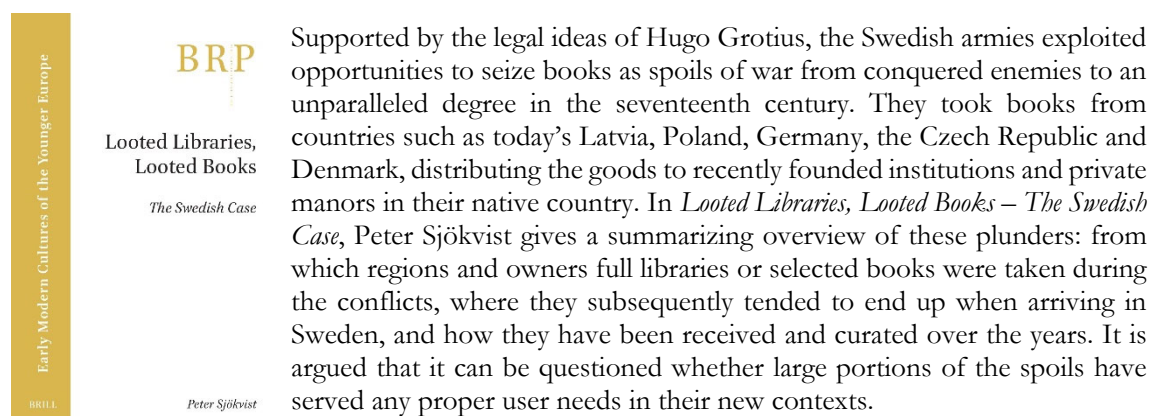 Early Modern Cultures of the Younger Europe
BRILL
BRP
Looted Libraries,
Looted Books
The Swedish Case
Peter Sjökvist
Supported by the legal ideas of Hugo Grotius, the Swedish armies exploited
opportunities to seize books as spoils of war from conquered enemies to an
unparalleled degree in the seventeenth century. They took books from
countries such as today’s Latvia, Poland, Germany, the Czech Republic and
Denmark, distributing the goods to recently founded institutions and private
manors in their native country. In Looted Libraries, Looted Books – The Swedish
Case, Peter Sjökvist gives a summarizing overview of these plunders: from
which regions and owners full libraries or selected books were taken during
the conflicts, where they subsequently tended to end up when arriving in
Sweden, and how they have been received and curated over the years. It is
argued that it can be questioned whether large portions of the spoils have
served any proper user needs in their new contexts.